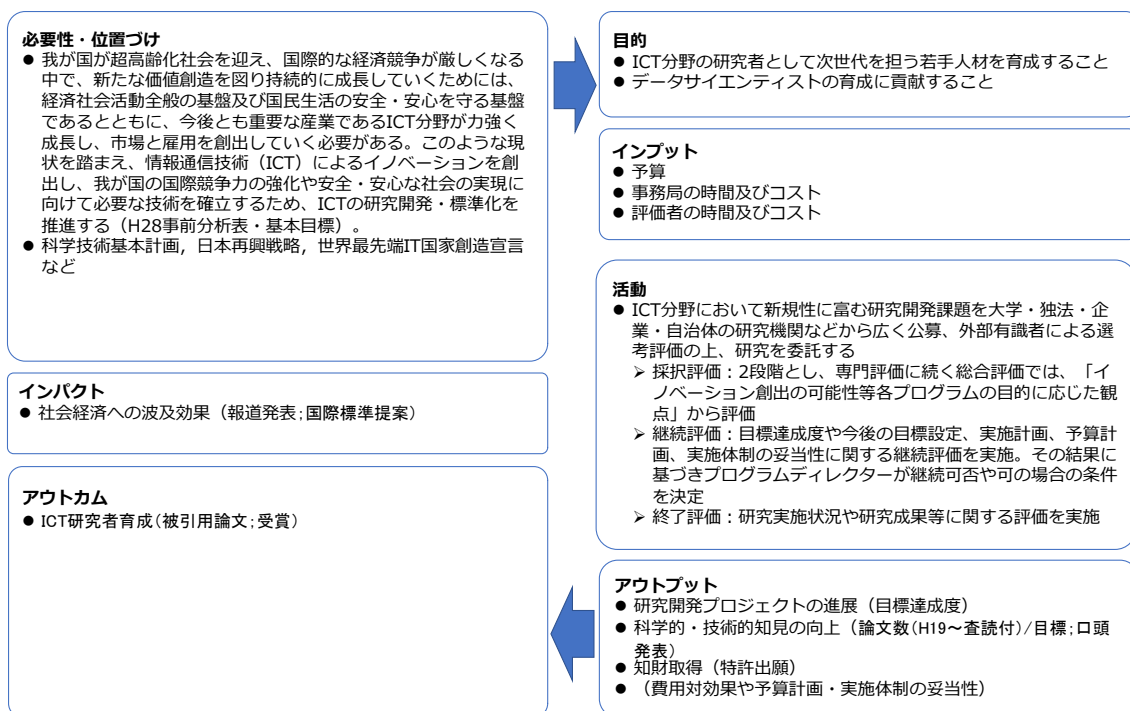 必要性・位置づけ
● 我が国が超高齢化社会を迎え、国際的な経済競争が厳しくなる
中で、新たな価値創造を図り持続的に成長していくためには、
経済社会活動全般の基盤及び国民生活の安全・安心を守る基盤
であるとともに、今後とも重要な産業であるICT分野が力強く
成長し、市場と雇用を創出していく必要がある。このような現
状を踏まえ、情報通信技術（ICT）によるイノベーションを創
出し、我が国の国際競争力の強化や安全・安心な社会の実現に
向けて必要な技術を確立するため、ICTの研究開発・標準化を
推進する（H28事前分析表・基本目標）。
● 科学技術基本計画，日本再興戦略，世界最先端IT国家創造宣言
など
目的
● ICT分野の研究者として次世代を担う若手人材を育成すること
● データサイエンティストの育成に貢献すること
インプット
● 予算
● 事務局の時間及びコスト
● 評価者の時間及びコスト
活動
● ICT分野において新規性に富む研究開発課題を大学・独法・企
業・自治体の研究機関などから広く公募、外部有識者による選
考評価の上、研究を委託する
➢ 採択評価：2段階とし、専門評価に続く総合評価では、「イ
ノベーション創出の可能性等各プログラムの目的に応じた観
点」から評価
➢ 継続評価：目標達成度や今後の目標設定、実施計画、予算計
画、実施体制の妥当性に関する継続評価を実施。その結果に
基づきプログラムディレクターが継続可否や可の場合の条件
を決定
➢ 終了評価：研究実施状況や研究成果等に関する評価を実施
アウトプット
● 研究開発プロジェクトの進展（目標達成度）
● 科学的・技術的知見の向上（論文数(H19～査読付)/目標;口頭
発表）
● 知財取得（特許出願）
● （費用対効果や予算計画・実施体制の妥当性）
インパクト
● 社会経済への波及効果（報道発表;国際標準提案）
アウトカム
● ICT研究者育成(被引用論文;受賞)